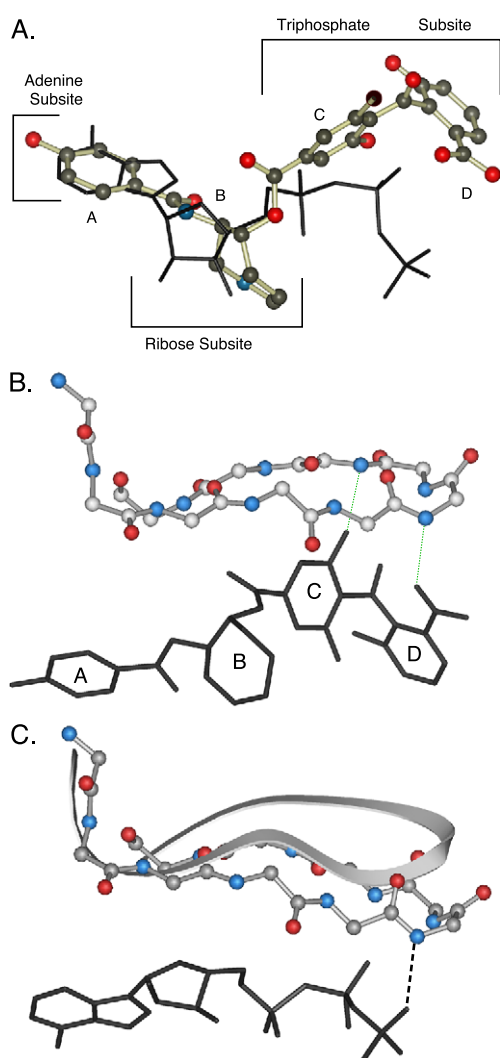 A.
Triphosphate Subsite
Adenine
Subsite
C
B
A
D
Ribose Subsite
B.
C
A
B
D
C.